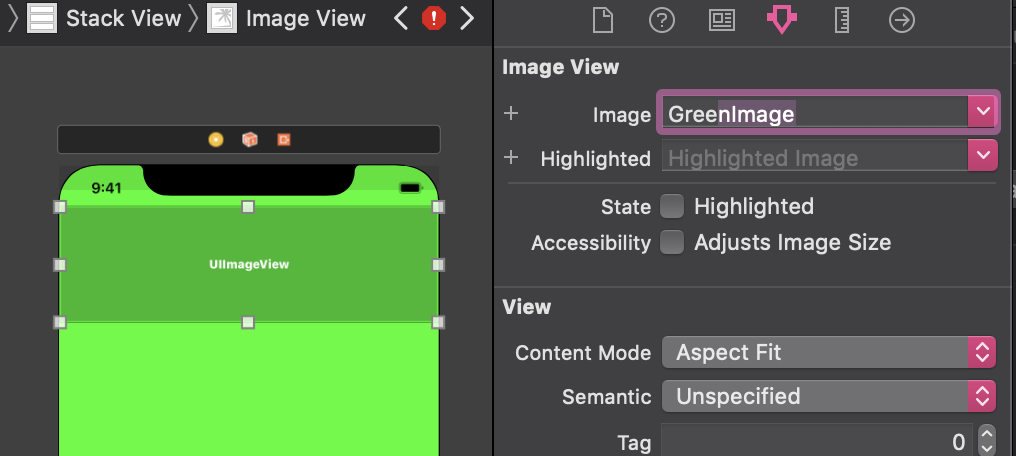 Stack View Image View
9:41
UIImageView
Image View
Image GreenImage
Highlighted Highlighted Image
State Highlighted
Accessibility Adjusts Image Size
View
Content Mode Aspect Fit
Semantic Unspecified
Tag 0